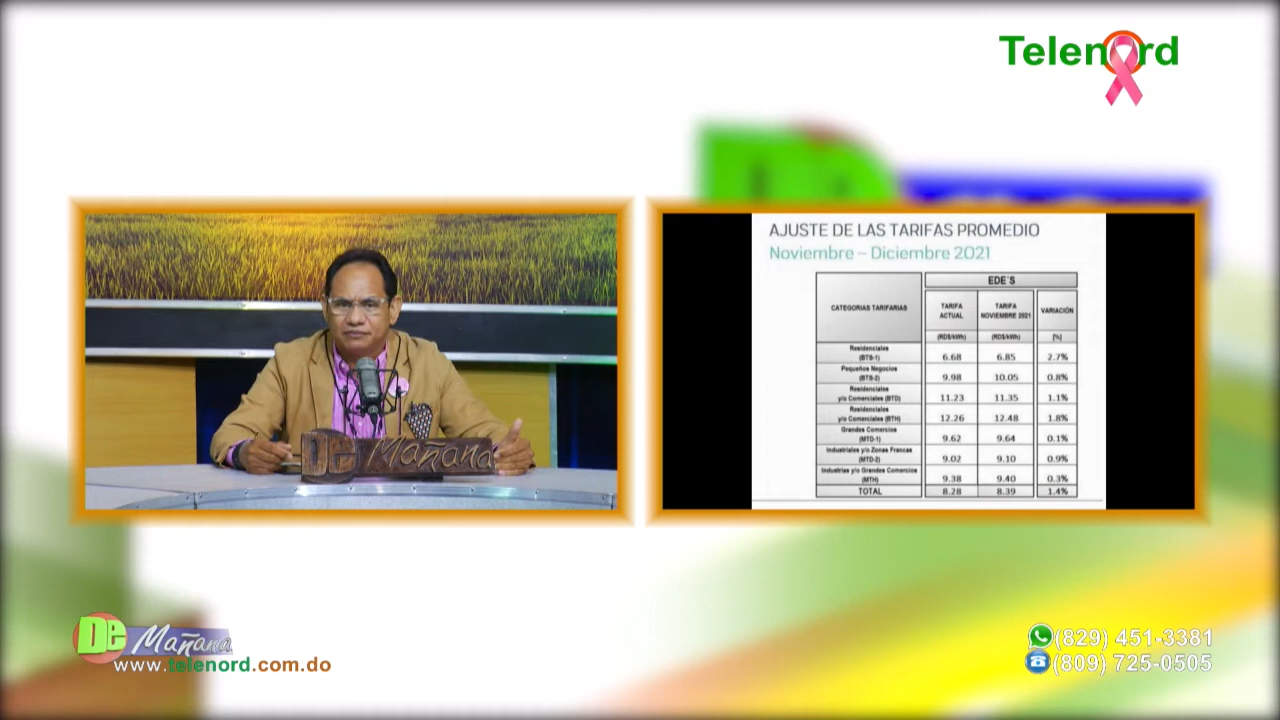 Telenord
AJUSTE DE LAS TARIFAS PROMEDIO
Noviembre – Diciembre 2021
EDE´S
CATEGORIAS TARIFARIAS
TARIFA ACTUAL
TARIFA NOVIEMBRE 2021
VARIACIÓN
(RD$/kWh) (RD$/kWh) [%]
Residenciales (BTS-1) 6.68 6.85 2.7%
Pequeños Negocios (BTS-2) 9.98 10.05 0.8%
Residenciales y/o Comerciales (BTD) 11.23 11.35 1.1%
Residenciales y/o Comerciales (BTH) 12.26 12.48 1.8%
Grandes Comercios (MTD-1) 9.62 9.64 0.1%
Industriales y/o Zonas Francas (MTD-2) 9.02 9.10 0.9%
Industrias y/o Grandes Comercios (MTH) 9.38 9.40 0.3%
TOTAL 8.28 8.39 1.4%
De Mañana
De Mañana
www.telenord.com.do
(829) 451-3381
(809) 725-0505